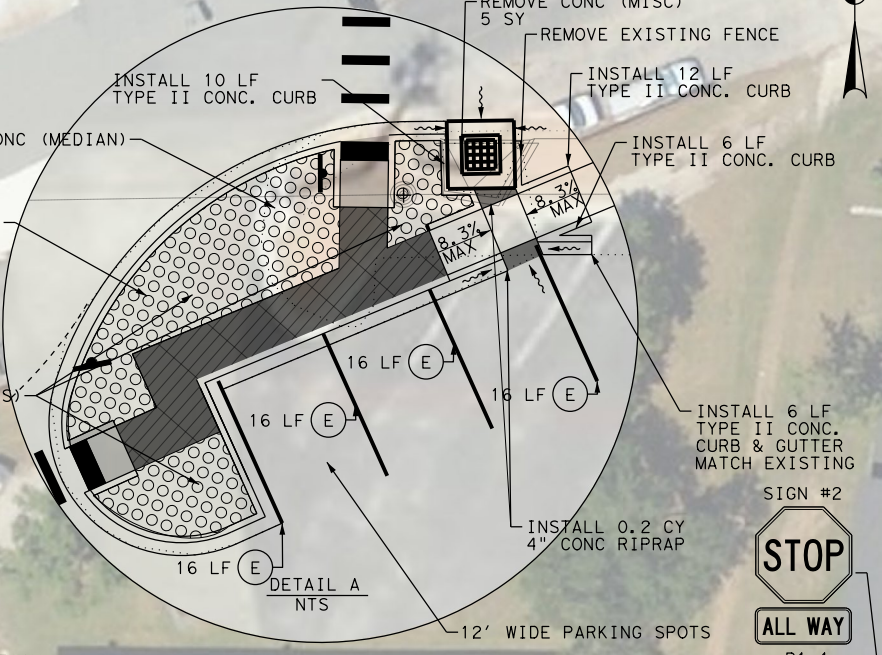 REMOVE CONC (MISC)
5 SY
REMOVE EXISTING FENCE
INSTALL 10 LF
TYPE II CONC. CURB
INSTALL 12 LF
TYPE II CONC. CURB
(MEDIAN)
INSTALL 6 LF
TYPE II CONC. CURB
8.3%
MAX
8.3%
MAX
16 LF E
16 LF E
16 LF E
INSTALL 6 LF
TYPE II CONC.
CURB & GUTTER
MATCH EXISTING
SIGN #2
INSTALL 0.2 CY
4" CONC RIPRAP
STOP
16 LF E
DETAIL A
NTS
12' WIDE PARKING SPOTS
ALL WAY